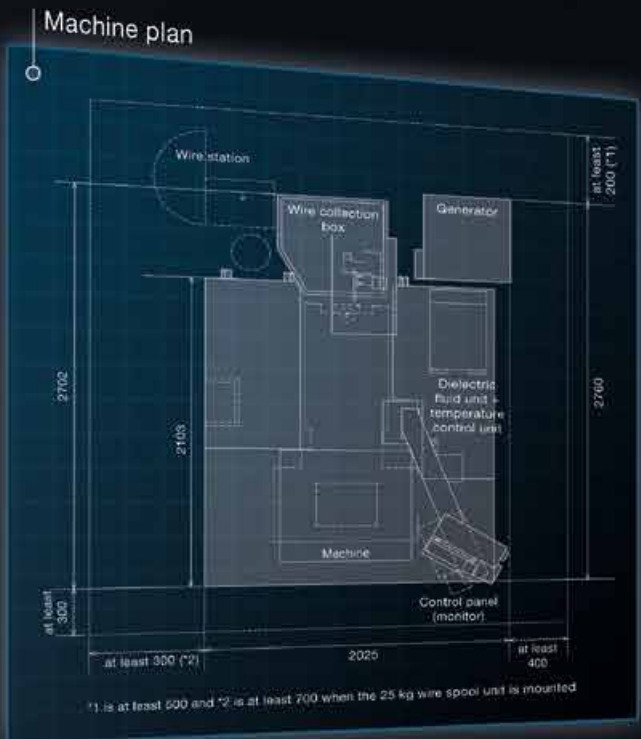 Machine plan
Wire station
Wire collection
box
Generator
at least
200 (*1)
2702
2103
2760
Dielectric
fluid unit +
temperature
control unit
Machine
Control panel
(monitor)
at least
300
at least 300 (*2)
2025
at least
400
*1 is at least 500 and *2 is at least 700 when the 25 kg wire spool unit is mounted